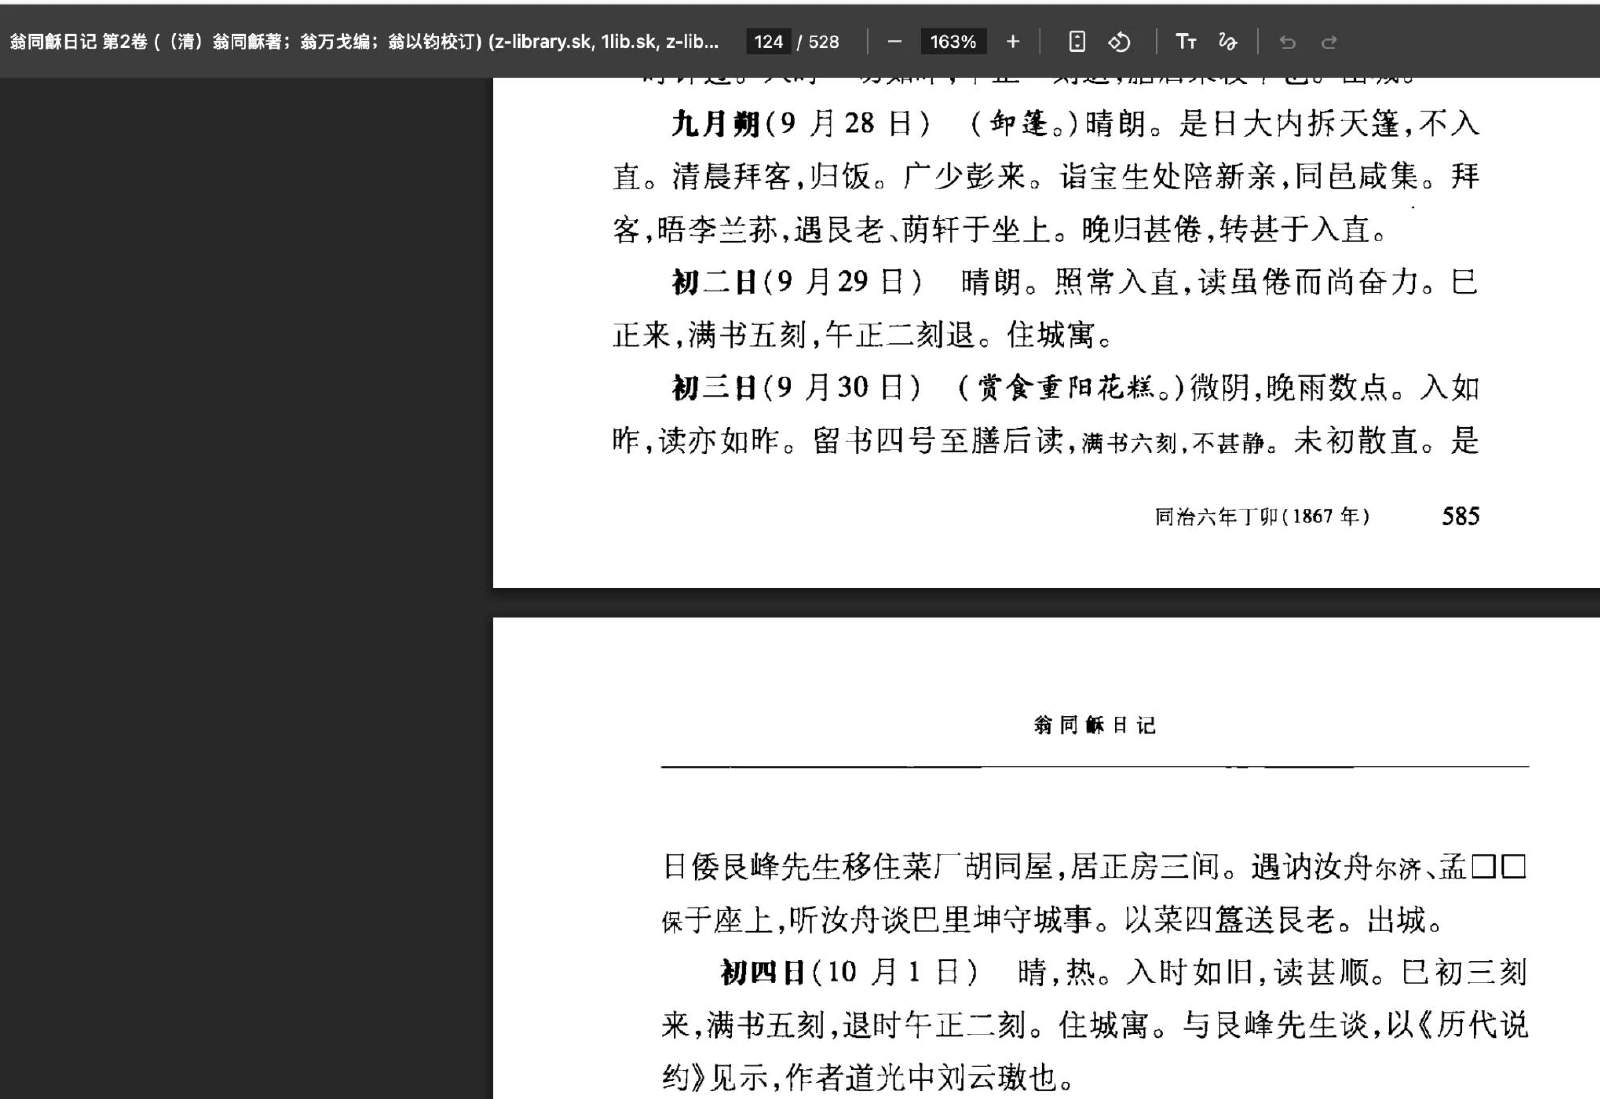 翁同龢日记 第2卷 (（清）翁同龢著；翁万戈编；翁以钧校订) (z-library.sk, 1lib.sk, z-lib... 124 / 528 163%
九月朔(9 月28 日) (卸篷。)晴朗。是日大内拆天篷,不入
直。清晨拜客,归饭。广少彭来。诣宝生处陪新亲,同邑咸集。拜
客,晤李兰荪,遇艮老、荫轩于坐上。晚归甚倦,转甚于入直。
初二日(9 月29 日) 晴朗。照常入直,读虽倦而尚奋力。巳
正来,满书五刻,午正二刻退。住城寓。
初三日(9 月30 日) (赏食重阳花糕。)微阴,晚雨数点。入如
昨,读亦如昨。留书四号至膳后读,满书六刻,不甚静。未初散直。是
同治六年丁卯(1867 年) 585
翁同龢日记
日倭艮峰先生移住菜厂胡同屋,居正房三间。遇讷汝舟尔济、孟□□
保于座上,听汝舟谈巴里坤守城事。以菜四簋送艮老。出城。
初四日(10 月1 日) 晴,热。入时如旧,读甚顺。巳初三刻
来,满书五刻,退时午正二刻。住城寓。与艮峰先生谈,以《历代说
约》见示,作者道光中刘云璈也。